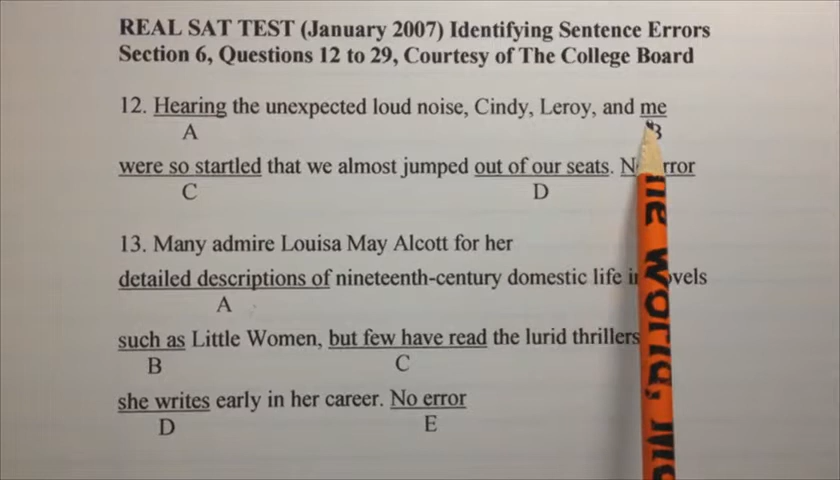 REAL SAT TEST (January 2007) Identifying Sentence Errors
Section 6, Questions 12 to 29, Courtesy of The College Board
12. Hearing the unexpected loud noise, Cindy, Leroy, and me
A B
were so startled that we almost jumped out of our seats.
C D
13. Many admire Louisa May Alcott for her
detailed descriptions of nineteenth-century domestic life
A
such as Little Women, but few have read the lurid thrillers
B C
she writes early in her career. No error
D E